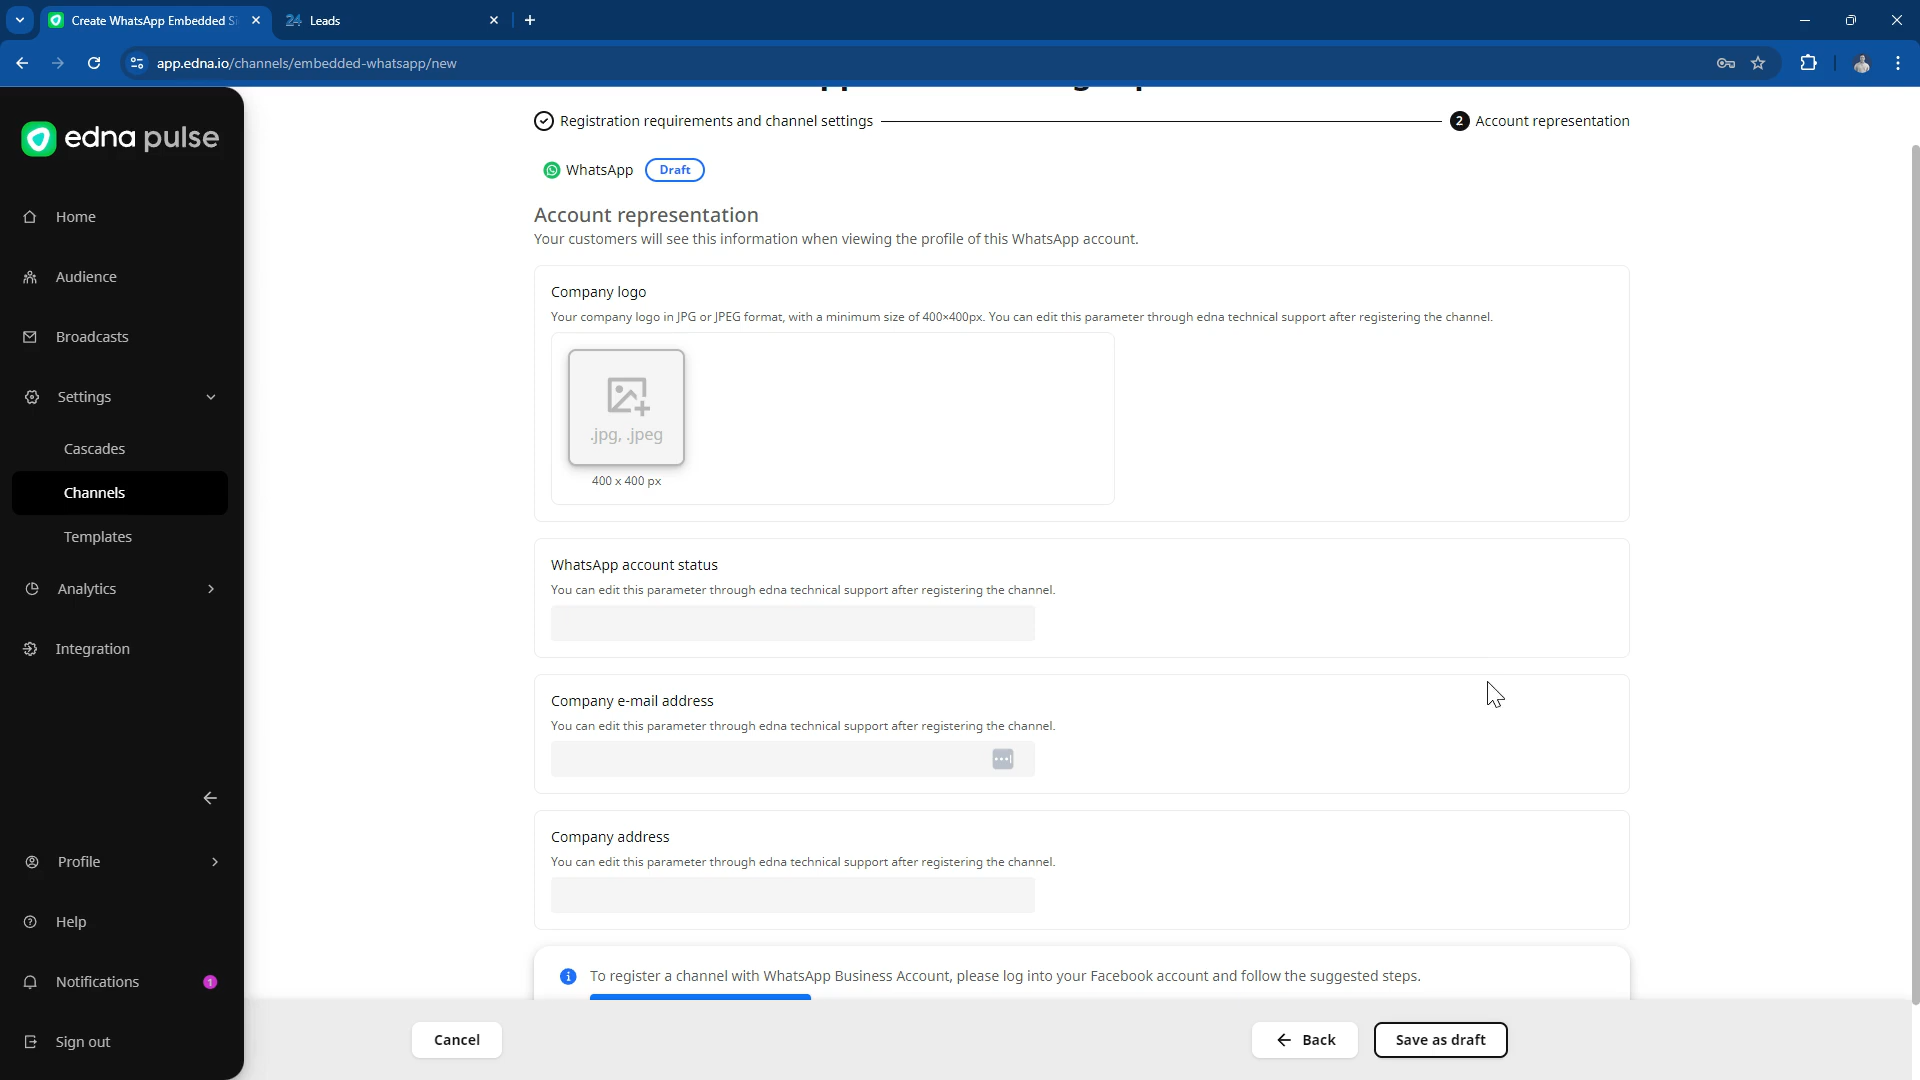 Create WhatsApp Embedded Si
24 Leads
app.edna.io/channels/embedded-whatsapp/new
Registration requirements and channel settings
2 Account representation
edna pulse
WhatsApp Draft
Home
Account representation
Your customers will see this information when viewing the profile of this WhatsApp account.
Audience
Company logo
Your company logo in JPG or JPEG format, with a minimum size of 400×400px. You can edit this parameter through edna technical support after registering the channel.
Broadcasts
Settings
.jpg, .jpeg
Cascades
400 x 400 px
Channels
Templates
WhatsApp account status
You can edit this parameter through edna technical support after registering the channel.
Analytics
Integration
Company e-mail address
You can edit this parameter through edna technical support after registering the channel.
Company address
You can edit this parameter through edna technical support after registering the channel.
Profile
Help
To register a channel with WhatsApp Business Account, please log into your Facebook account and follow the suggested steps.
Notifications 1
Cancel
Back
Save as draft
Sign out